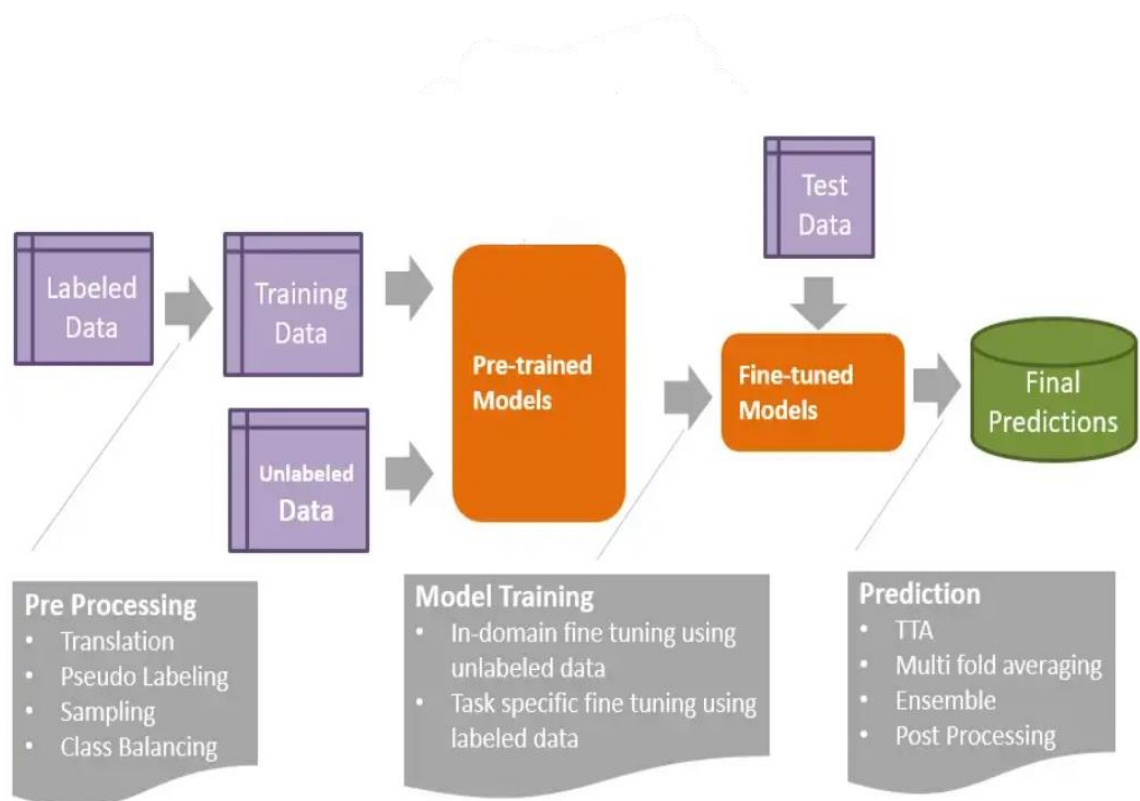 Test
Data
Labeled
Data
Training
Data
Unlabeled
Data
Pre-trained
Models
Fine-tuned
Models
Final
Predictions
Pre Processing
• Translation
• Pseudo Labeling
• Sampling
• Class Balancing
Model Training
• In-domain fine tuning using
unlabeled data
• Task specific fine tuning using
labeled data
Prediction
• TTA
• Multi fold averaging
• Ensemble
• Post Processing